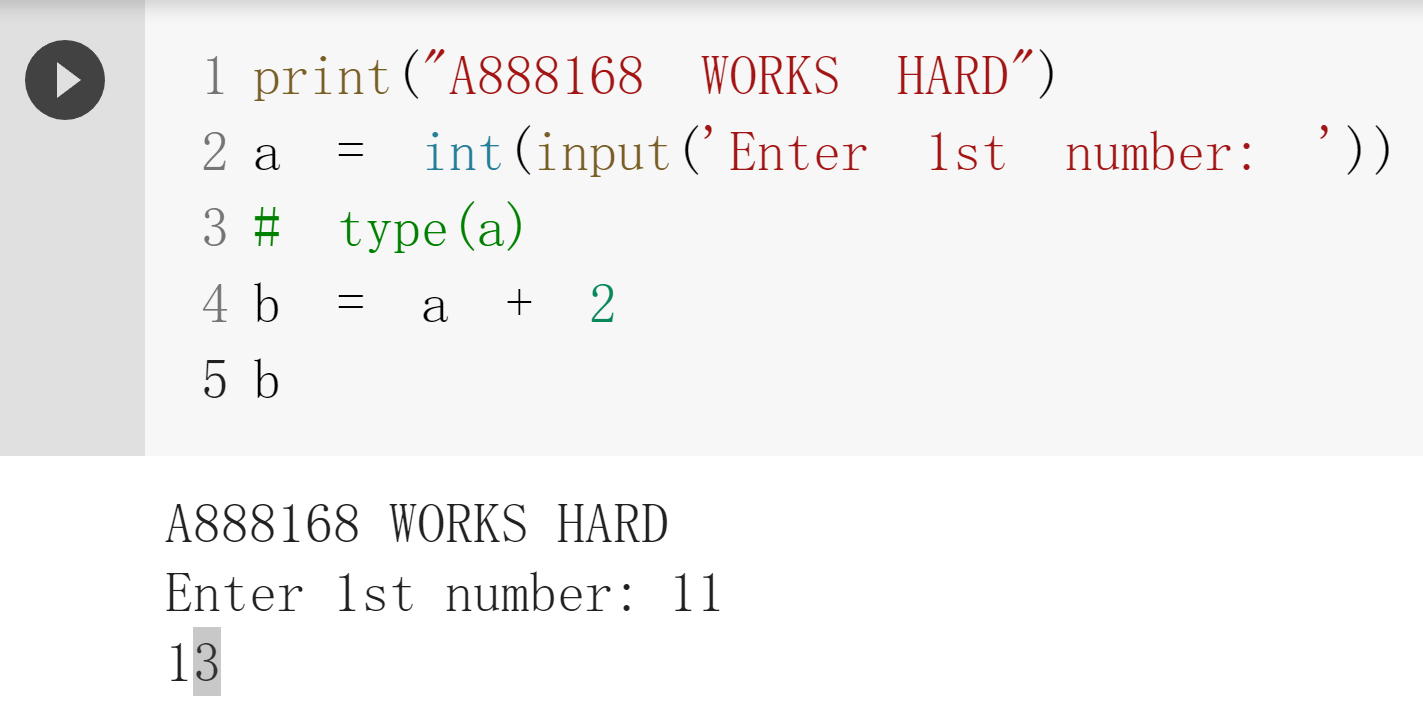 1 print("A888168 WORKS HARD")
2 a = int(input('Enter 1st number: '))
3 # type(a)
4 b = a + 2
5 b
A888168 WORKS HARD
Enter 1st number: 11
13